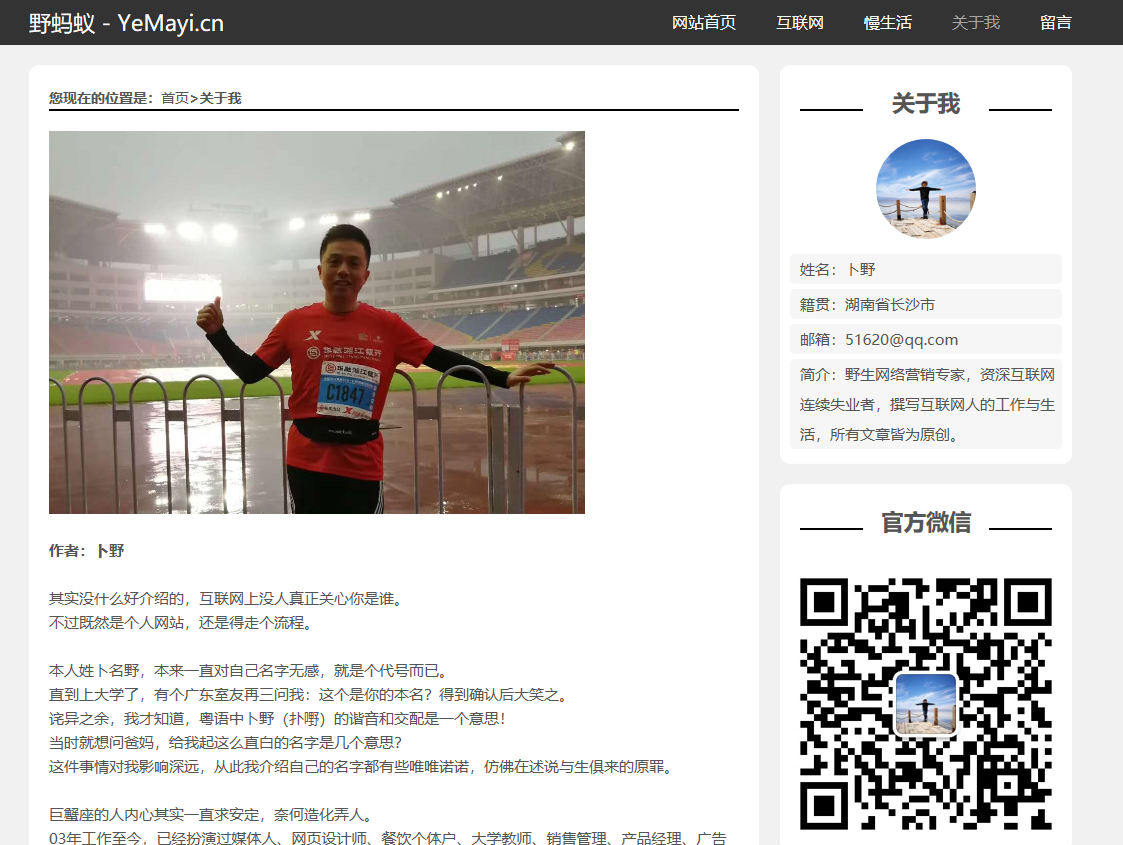 野蚂蚁 - YeMayi.cn
网站首页 互联网 慢生活 关于我 留言
您现在的位置是：首页>关于我
C1847
作者：卜野
其实没什么好介绍的，互联网上没人真正关心你是谁。
不过既然是个人网站，还是得走个流程。
本人姓卜名野，本来一直对自己名字无感，就是个代号而已。
直到上大学了，有个广东室友再三问我：这个是你的本名？得到确认后大笑之。
诧异之余，我才知道，粤语中卜野（扑嘢）的谐音和交配是一个意思！
当时就想问爸妈，给我起这么直白的名字是几个意思？
这件事情对我影响深远，从此我介绍自己的名字都有些唯唯诺诺，仿佛在述说与生俱来的原罪。
巨蟹座的人内心其实一直求安定，奈何造化弄人。
03年工作至今，已经扮演过媒体人、网页设计师、餐饮个体户、大学教师、销售管理、产品经理、广告
关于我
姓名：卜野
籍贯：湖南省长沙市
邮箱：51620@qq.com
简介：野生网络营销专家，资深互联网
连续失业者，撰写互联网人的工作与生
活，所有文章皆为原创。
官方微信